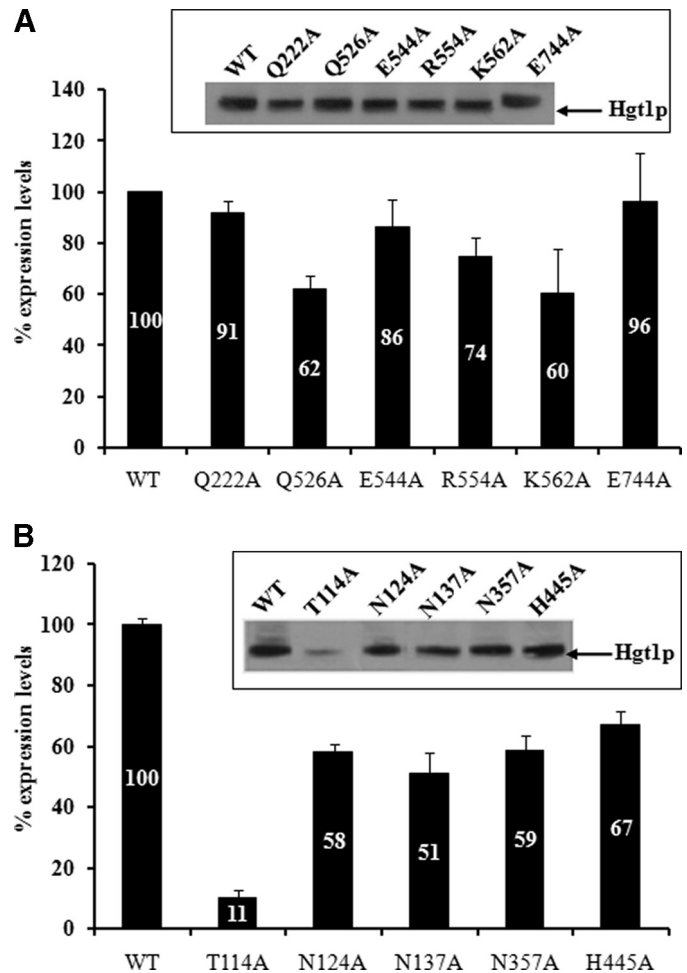 A
WT Q222A Q526A E544A R554A K562A E744A
Hgt1p
% expression levels
140
120
100
80
60
40
20
0
100 91 62 86 74 60 96
WT Q222A Q526A E544A R554A K562A E744A
B
WT T114A N124A N137A N357A H445A
Hgt1p
% expression levels
120
100
80
60
40
20
0
100 11 58 51 59 67
WT T114A N124A N137A N357A H445A